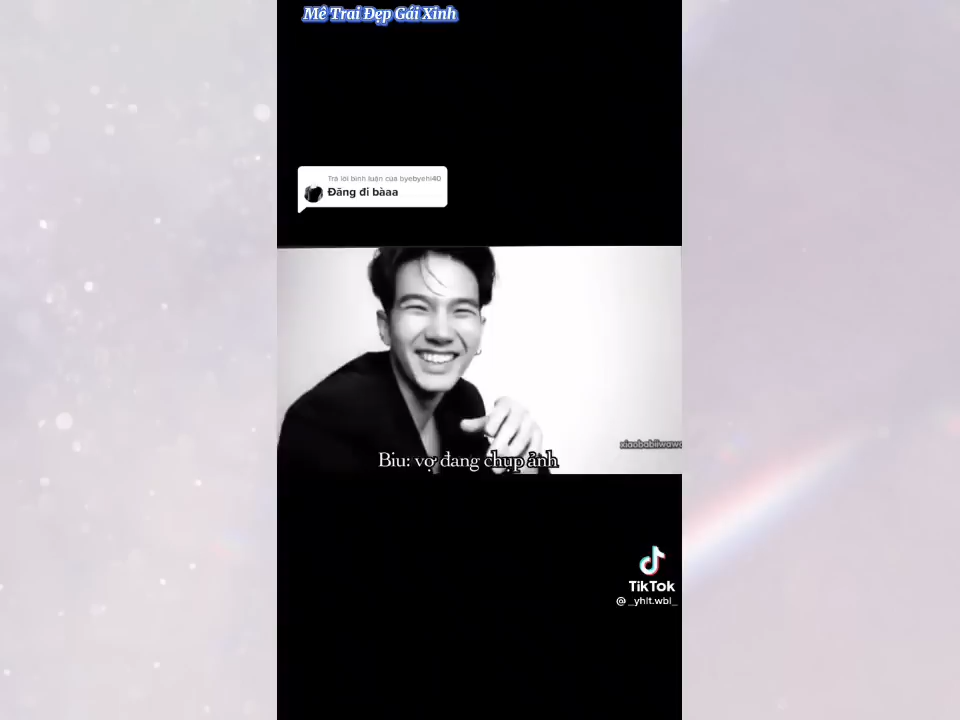 Mê Trai Đẹp Gái Xinh
Trả lời bình luận của byebyehi40
Đăng đi bàaa
xiaobabiiwawa
Biu: vợ đang chụp ảnh
TikTok
@ _yhlt.wbl_